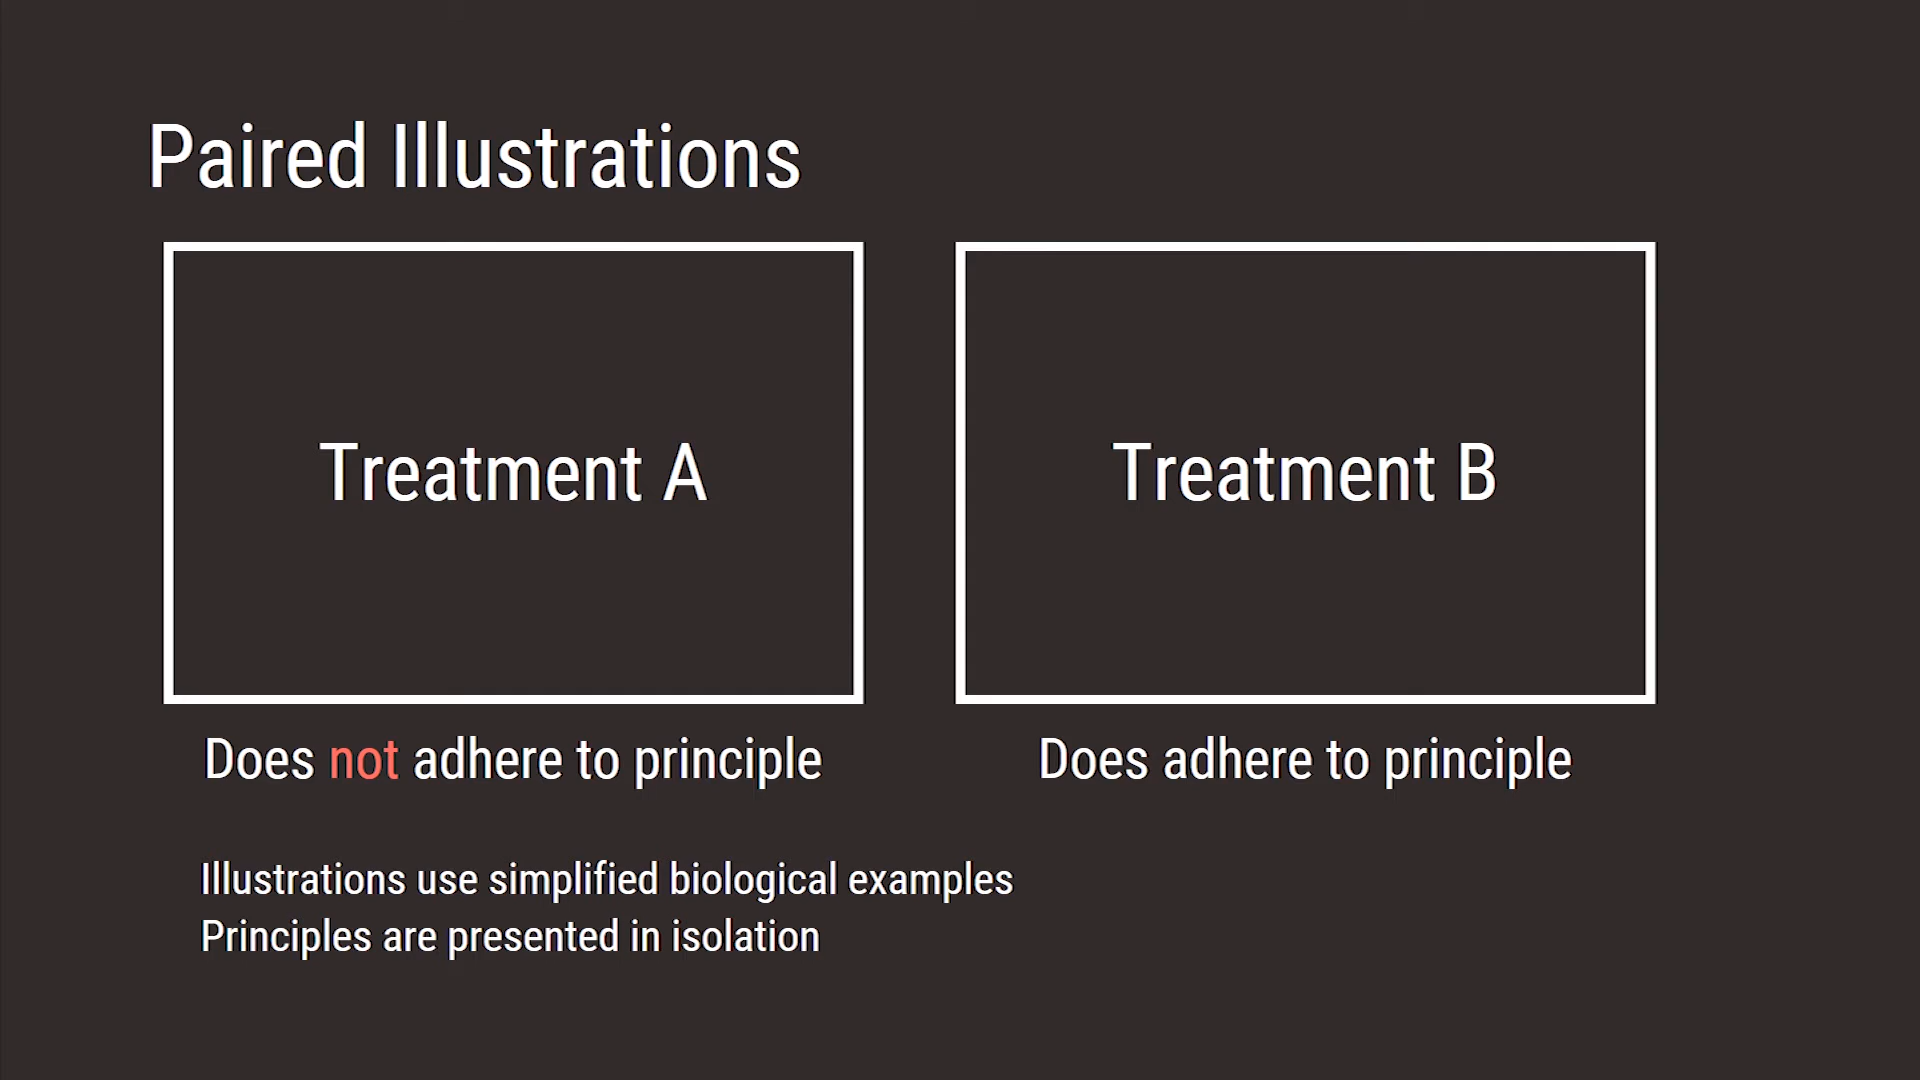 Paired Illustrations
Treatment A
Treatment B
Does not adhere to principle
Does adhere to principle
Illustrations use simplified biological examples
Principles are presented in isolation